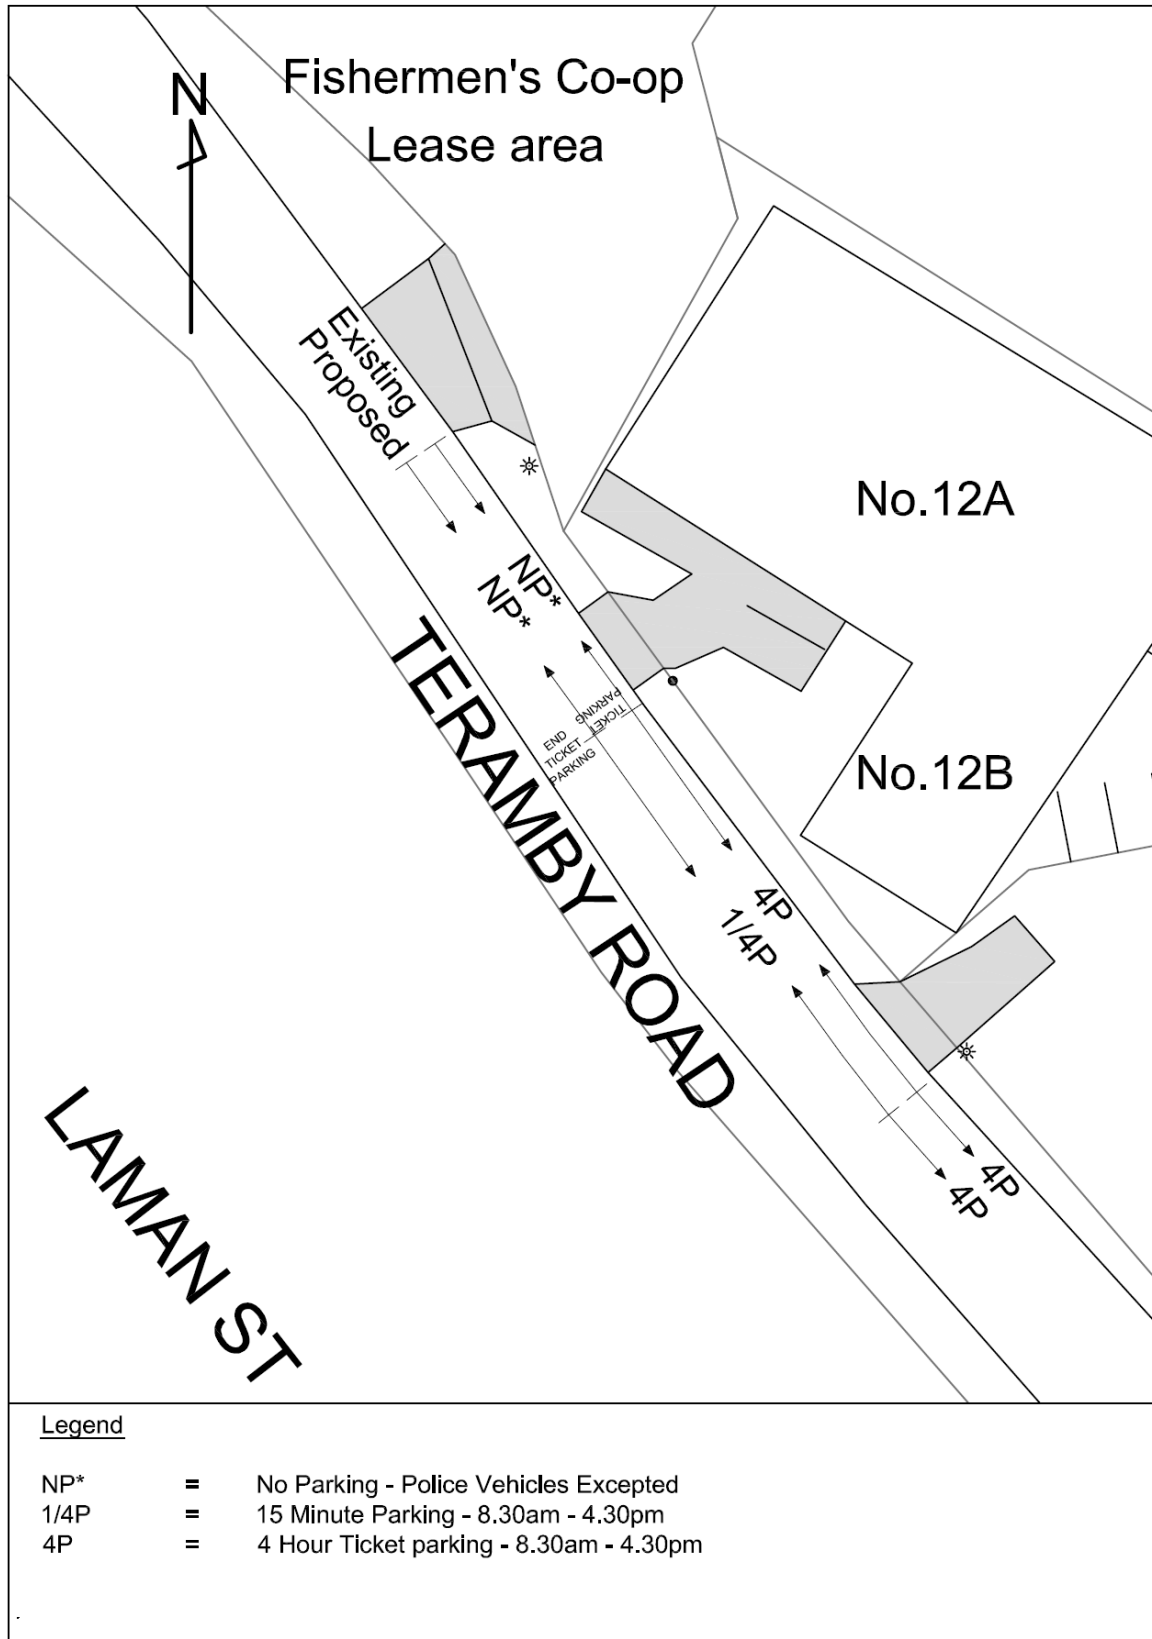 Fishermen's Co-op
Lease area
N
Existing
Proposed
No.12A
NP*
NP*
TICKET
PARKING
END
TICKET
PARKING
TERAMBY ROAD
No.12B
4P
1/4P
4P
4P
LAMAN ST
Legend
NP* = No Parking - Police Vehicles Excepted
1/4P = 15 Minute Parking - 8.30am - 4.30pm
4P = 4 Hour Ticket parking - 8.30am - 4.30pm